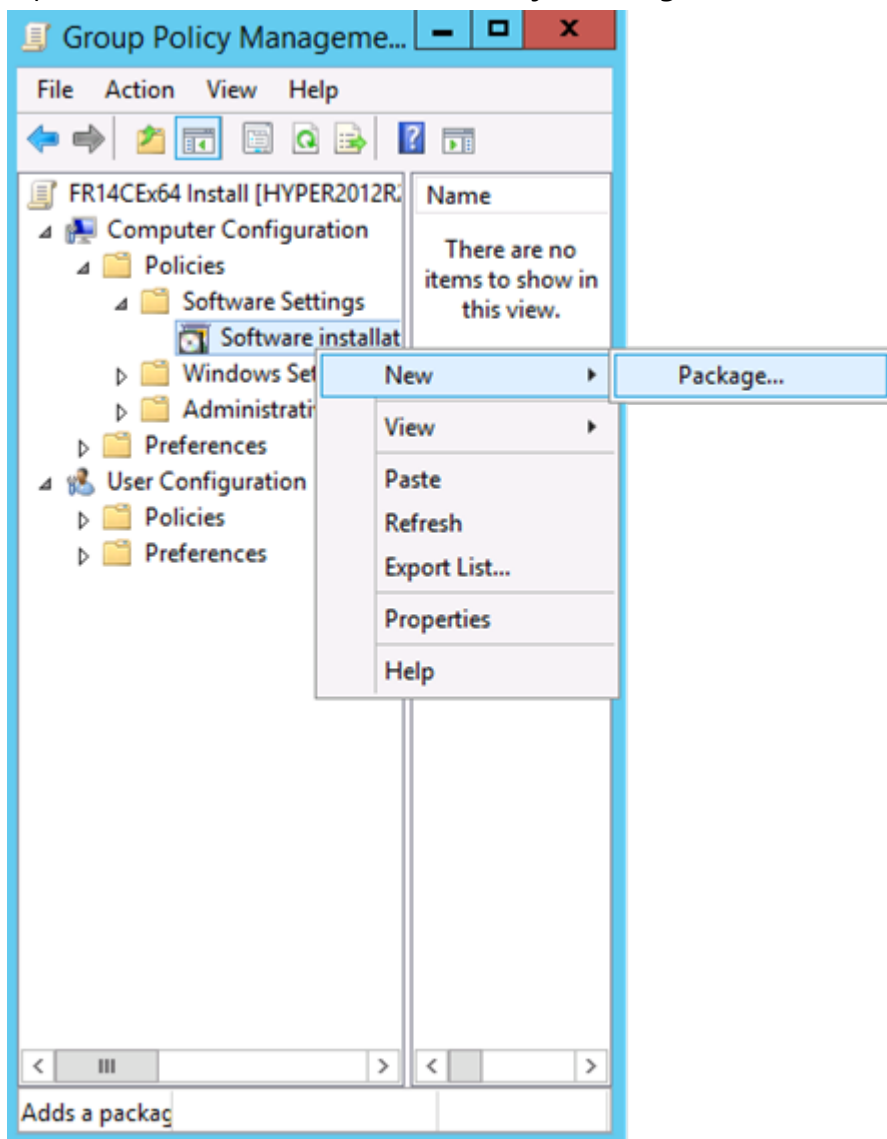 Group Policy Manageme...
File Action View Help
FR14CEx64 Install [HYPER2012R2
Name
Computer Configuration
There are no
items to show in
this view.
Policies
Software Settings
Software installat
Windows Set
Administrati
Preferences
User Configuration
Policies
Preferences
New
Package...
View
Paste
Refresh
Export List...
Properties
Help
Adds a packag